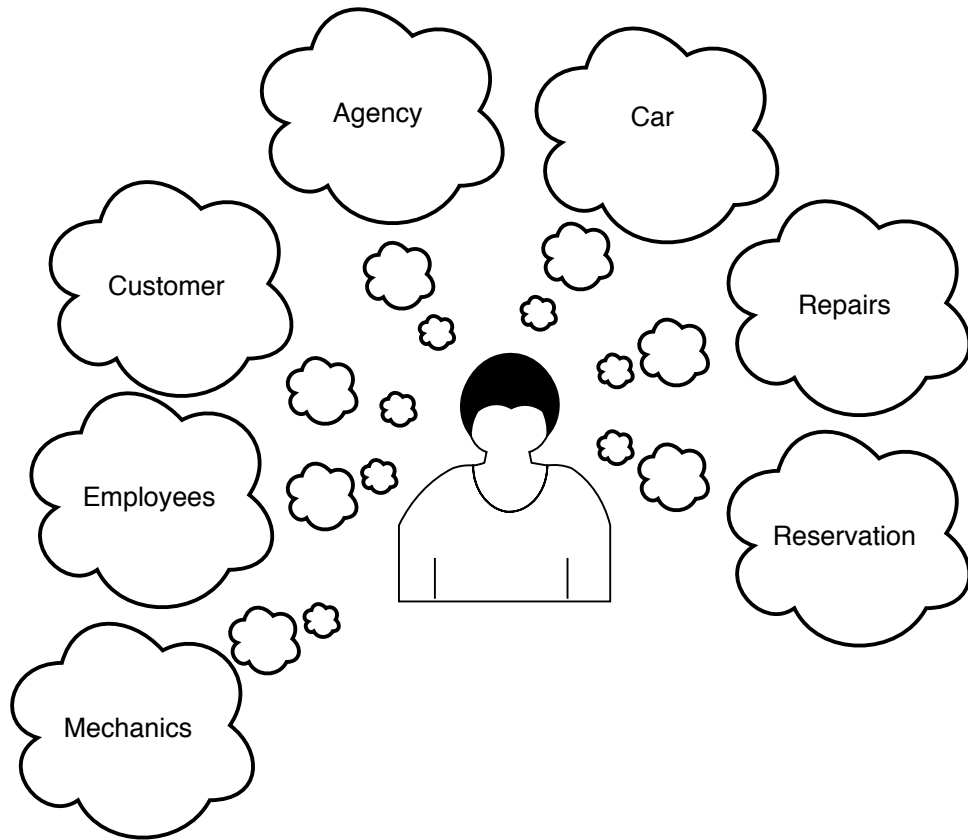 Agency
Car
Customer
Repairs
Employees
Reservation
Mechanics